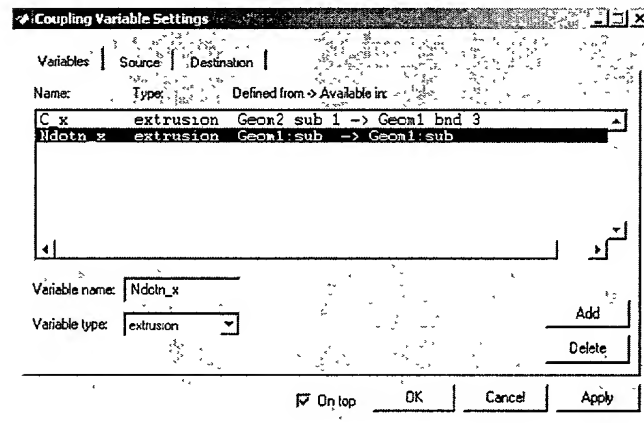 Coupling Variable Settings
Variables Source Destination
Name: Type: Defined from -> Available in:
C_x extrusion Geom2 sub 1 -> Geom1 bnd 3
Ndotn_x extrusion Geom1:sub -> Geom1:sub
Variable name: Ndotn_x
Add
Variable type: extrusion
Delete
On top OK Cancel Apply